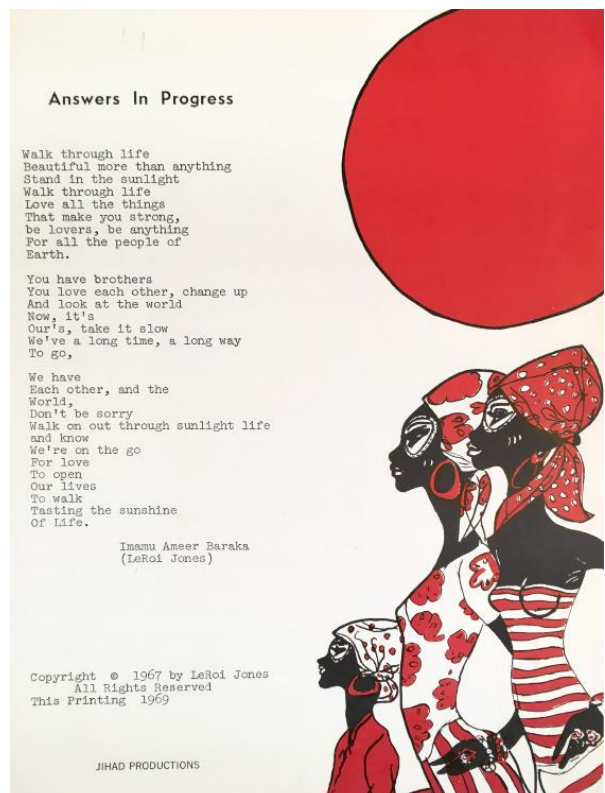 Answers In Progress
Walk through life
Beautiful more than anything
Stand in the sunlight
Walk through life
Love all the things
That make you strong,
be lovers, be anything
For all the people of
Earth.
You have brothers
You love each other, change up
And look at the world
Now, it's
Our's, take it slow
We've a long time, a long way
To go,
We have
Each other, and the
World,
Don't be sorry
Walk on out through sunlight life
and know
We're on the go
For love
To open
Our lives
To walk
Tasting the sunshine
Of Life.
Imamu Ameer Baraka
(LeRoi Jones)
Copyright © 1967 by LeRoi Jones
All Rights Reserved
This Printing 1969
JIHAD PRODUCTIONS